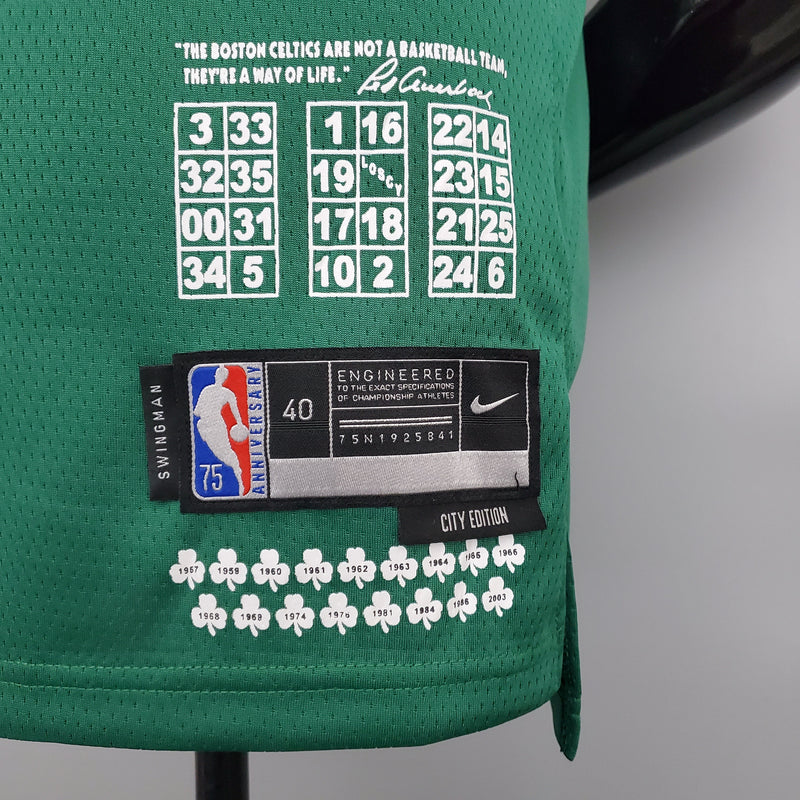 "THE BOSTON CELTICS ARE NOT A BASKETBALL TEAM,
THEY'RE A WAY OF LIFE." Red Auerbach
3 33 1 16 22 14
32 35 19 LOSCY 23 15
00 31 17 18 21 25
34 5 10 2 24 6
SWINGMAN
75
ANNIVERSARY
40
ENGINEERED
TO THE EXACT SPECIFICATIONS
OF CHAMPIONSHIP ATHLETES
75N1925841
CITY EDITION
1957 1959 1960 1961 1962 1963 1964 1965 1966
1968 1969 1974 1976 1981 1984 1986 2003